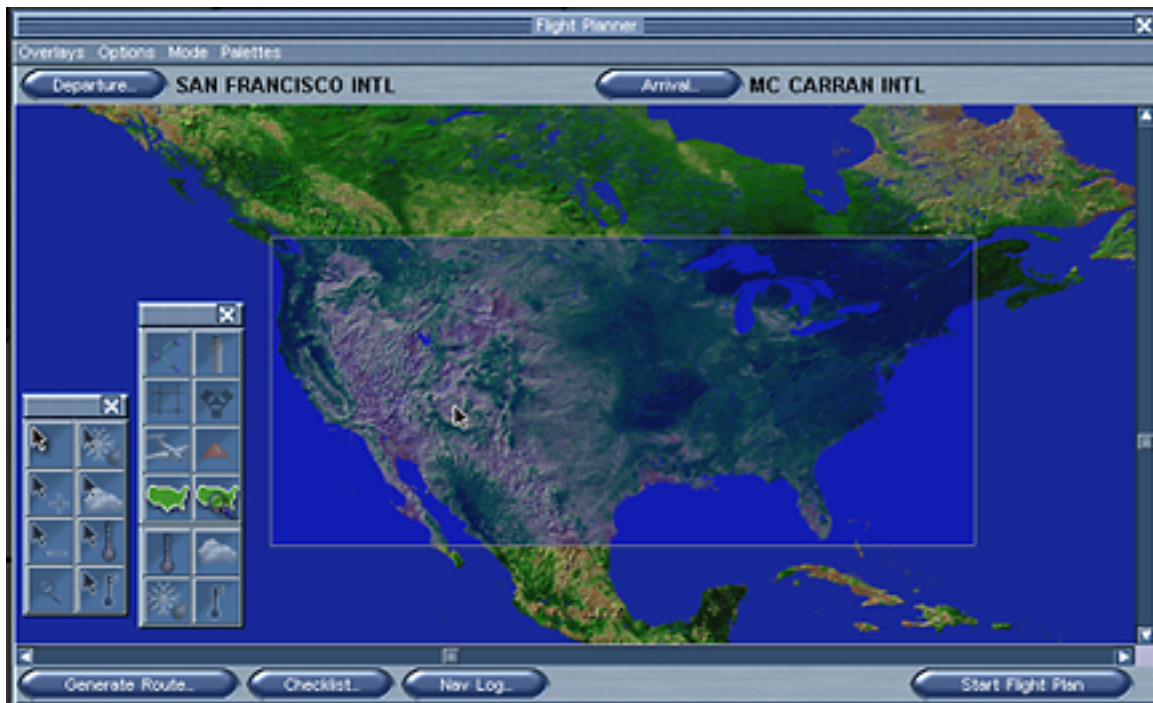 Flight Planner
Overlays Options Mode Palettes
Departure... SAN FRANCISCO INTL Arrival... MC CARRAN INTL
Generate Route... Checklist... Nav Log... Start Flight Plan